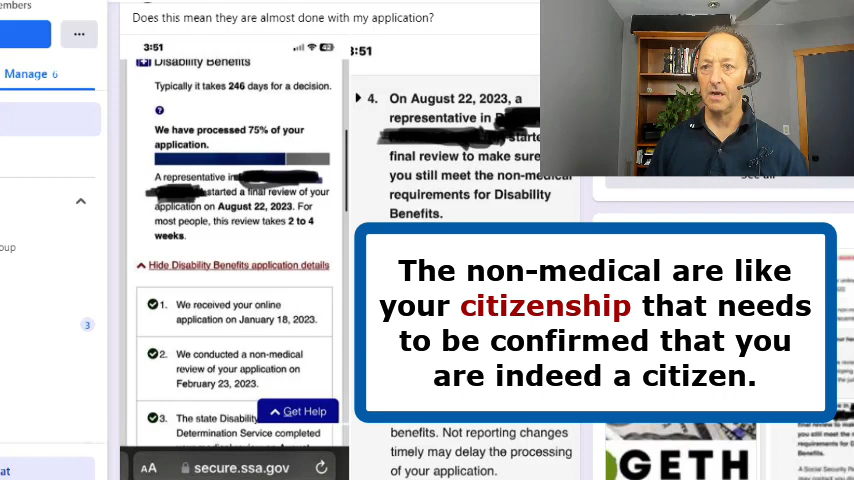 embers
Does this mean they are almost done with my application?
Manage 6
oup
3
at
3:51
Disability Benefits
Typically it takes 246 days for a decision.
We have processed 75% of your
application.
A representative in
started a final review of your
application on August 22, 2023. For
most people, this review takes 2 to 4
weeks.
Hide Disability Benefits application details
1. We received your online
application on January 18, 2023.
2. We conducted a non-medical
review of your application on
February 23, 2023.
3. The state Disability
Determination Service completed
Get Help
AA secure.ssa.gov
3:51
4. On August 22, 2023, a
representative in
started
final review to make sure
you still meet the non-medical
requirements for Disability
Benefits.
The non-medical are like
your citizenship that needs
to be confirmed that you
are indeed a citizen.
benefits. Not reporting changes
timely may delay the processing
of your application.
GETH